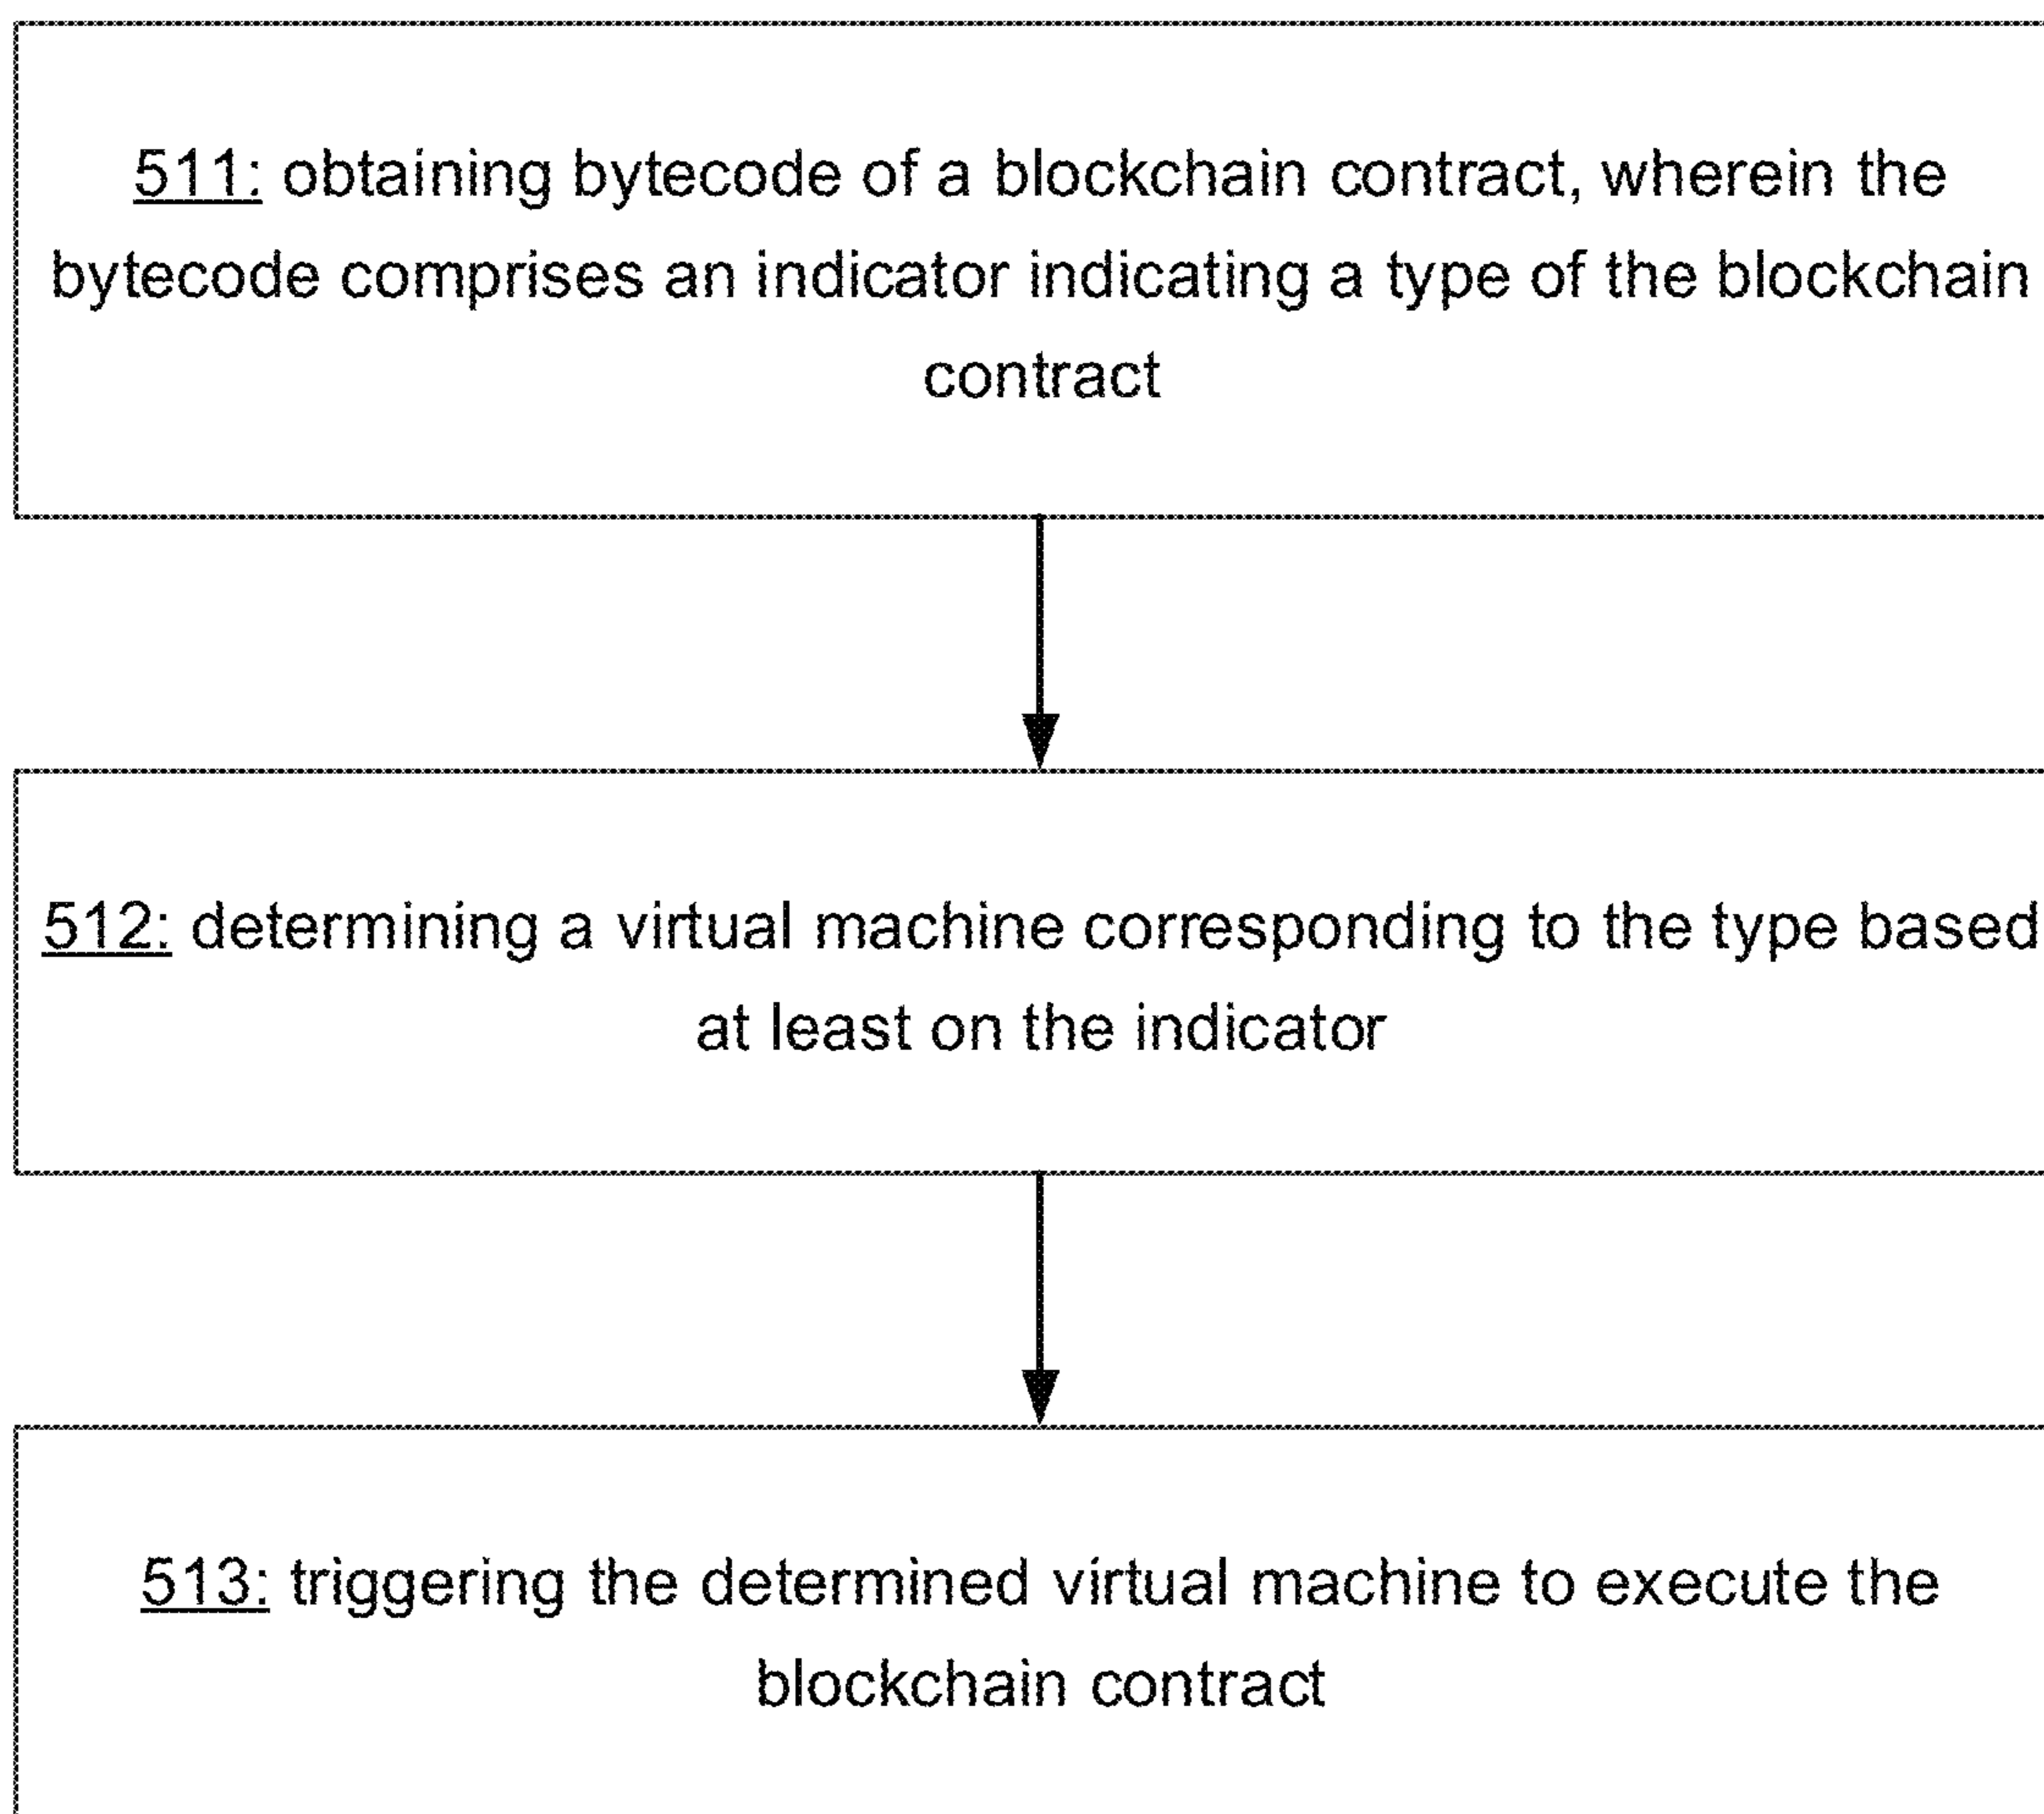 511: obtaining bytecode of a blockchain contract, wherein the
bytecode comprises an indicator indicating a type of the blockchain
contract
512: determining a virtual machine corresponding to the type based
at least on the indicator
513: triggering the determined virtual machine to execute the
blockchain contract